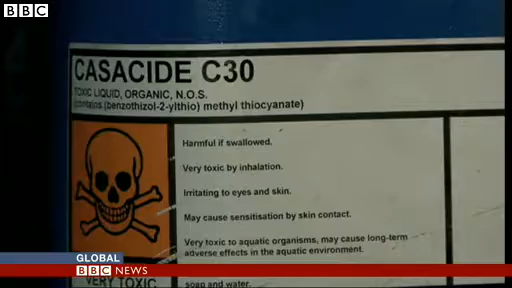 BBC
CASACIDE C30
TOXIC LIQUID, ORGANIC, N.O.S.
(contains (benzothizol-2-ylthio) methyl thiocyanate)
Harmful if swallowed.
Very toxic by inhalation.
Irritating to eyes and skin.
May cause sensitisation by skin contact.
Very toxic to aquatic organisms, may cause long-term
adverse effects in the aquatic environment.
GLOBAL
BBC NEWS
VERY TOXIC
soap and water.